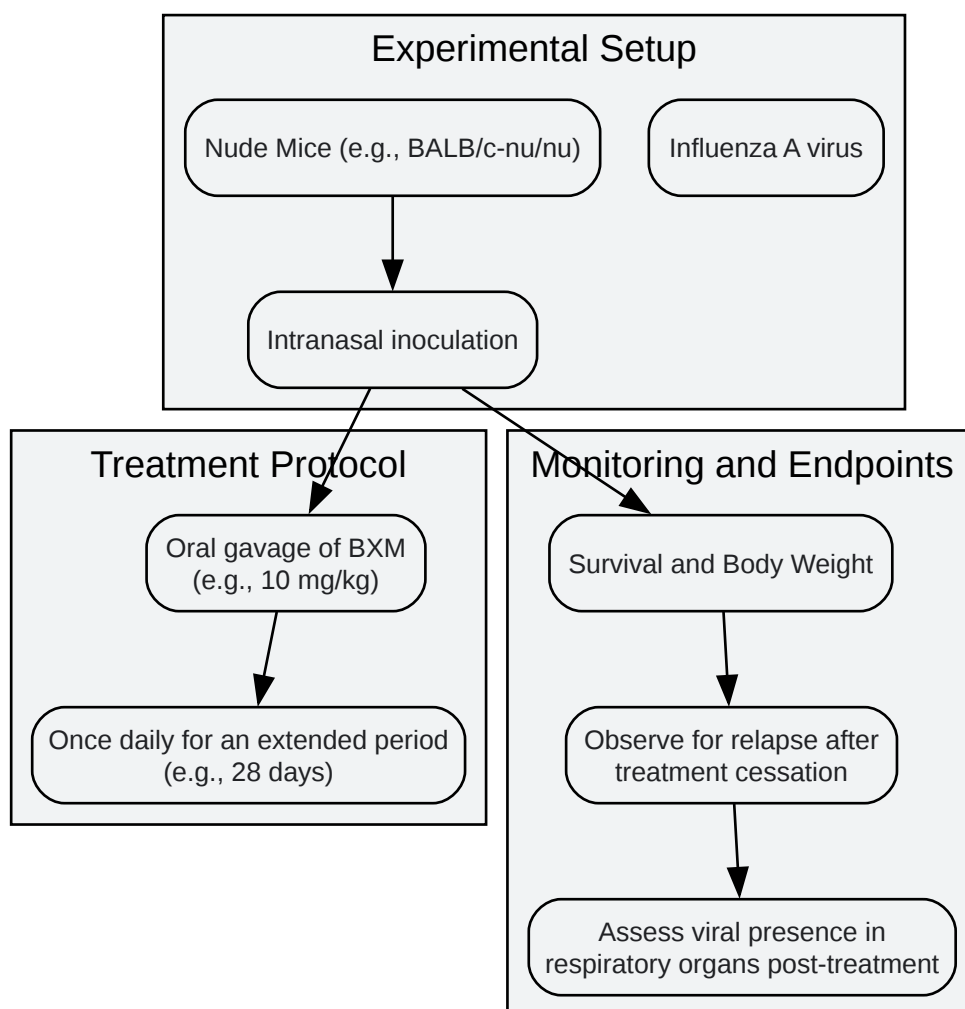 Experimental Setup
Nude Mice (e.g., BALB/c-nu/nu)
Influenza A virus
Intranasal inoculation
Treatment Protocol
Oral gavage of BXM
(e.g., 10 mg/kg)
Once daily for an extended period
(e.g., 28 days)
Monitoring and Endpoints
Survival and Body Weight
Observe for relapse after
treatment cessation
Assess viral presence in
respiratory organs post-treatment